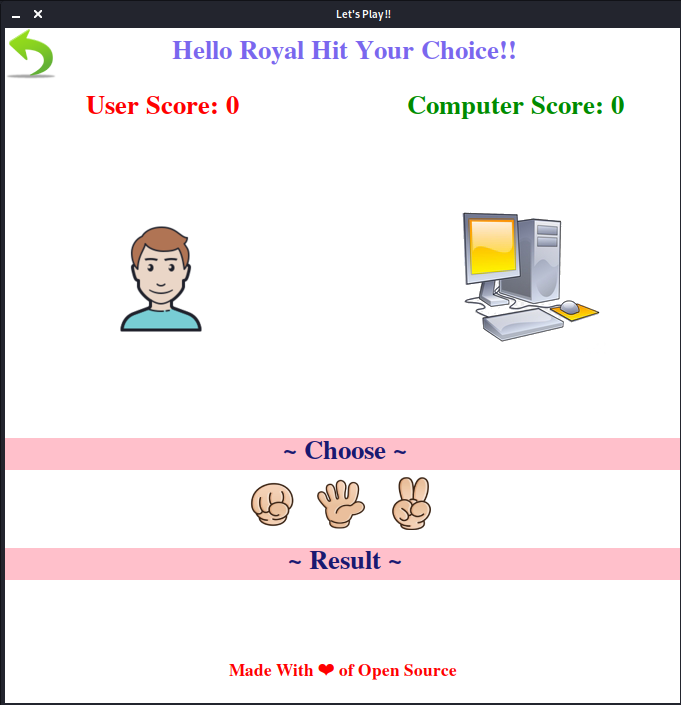 Let's Play!!
Hello Royal Hit Your Choice!!
User Score: 0
Computer Score: 0
~ Choose ~
~ Result ~
Made With ❤ of Open Source